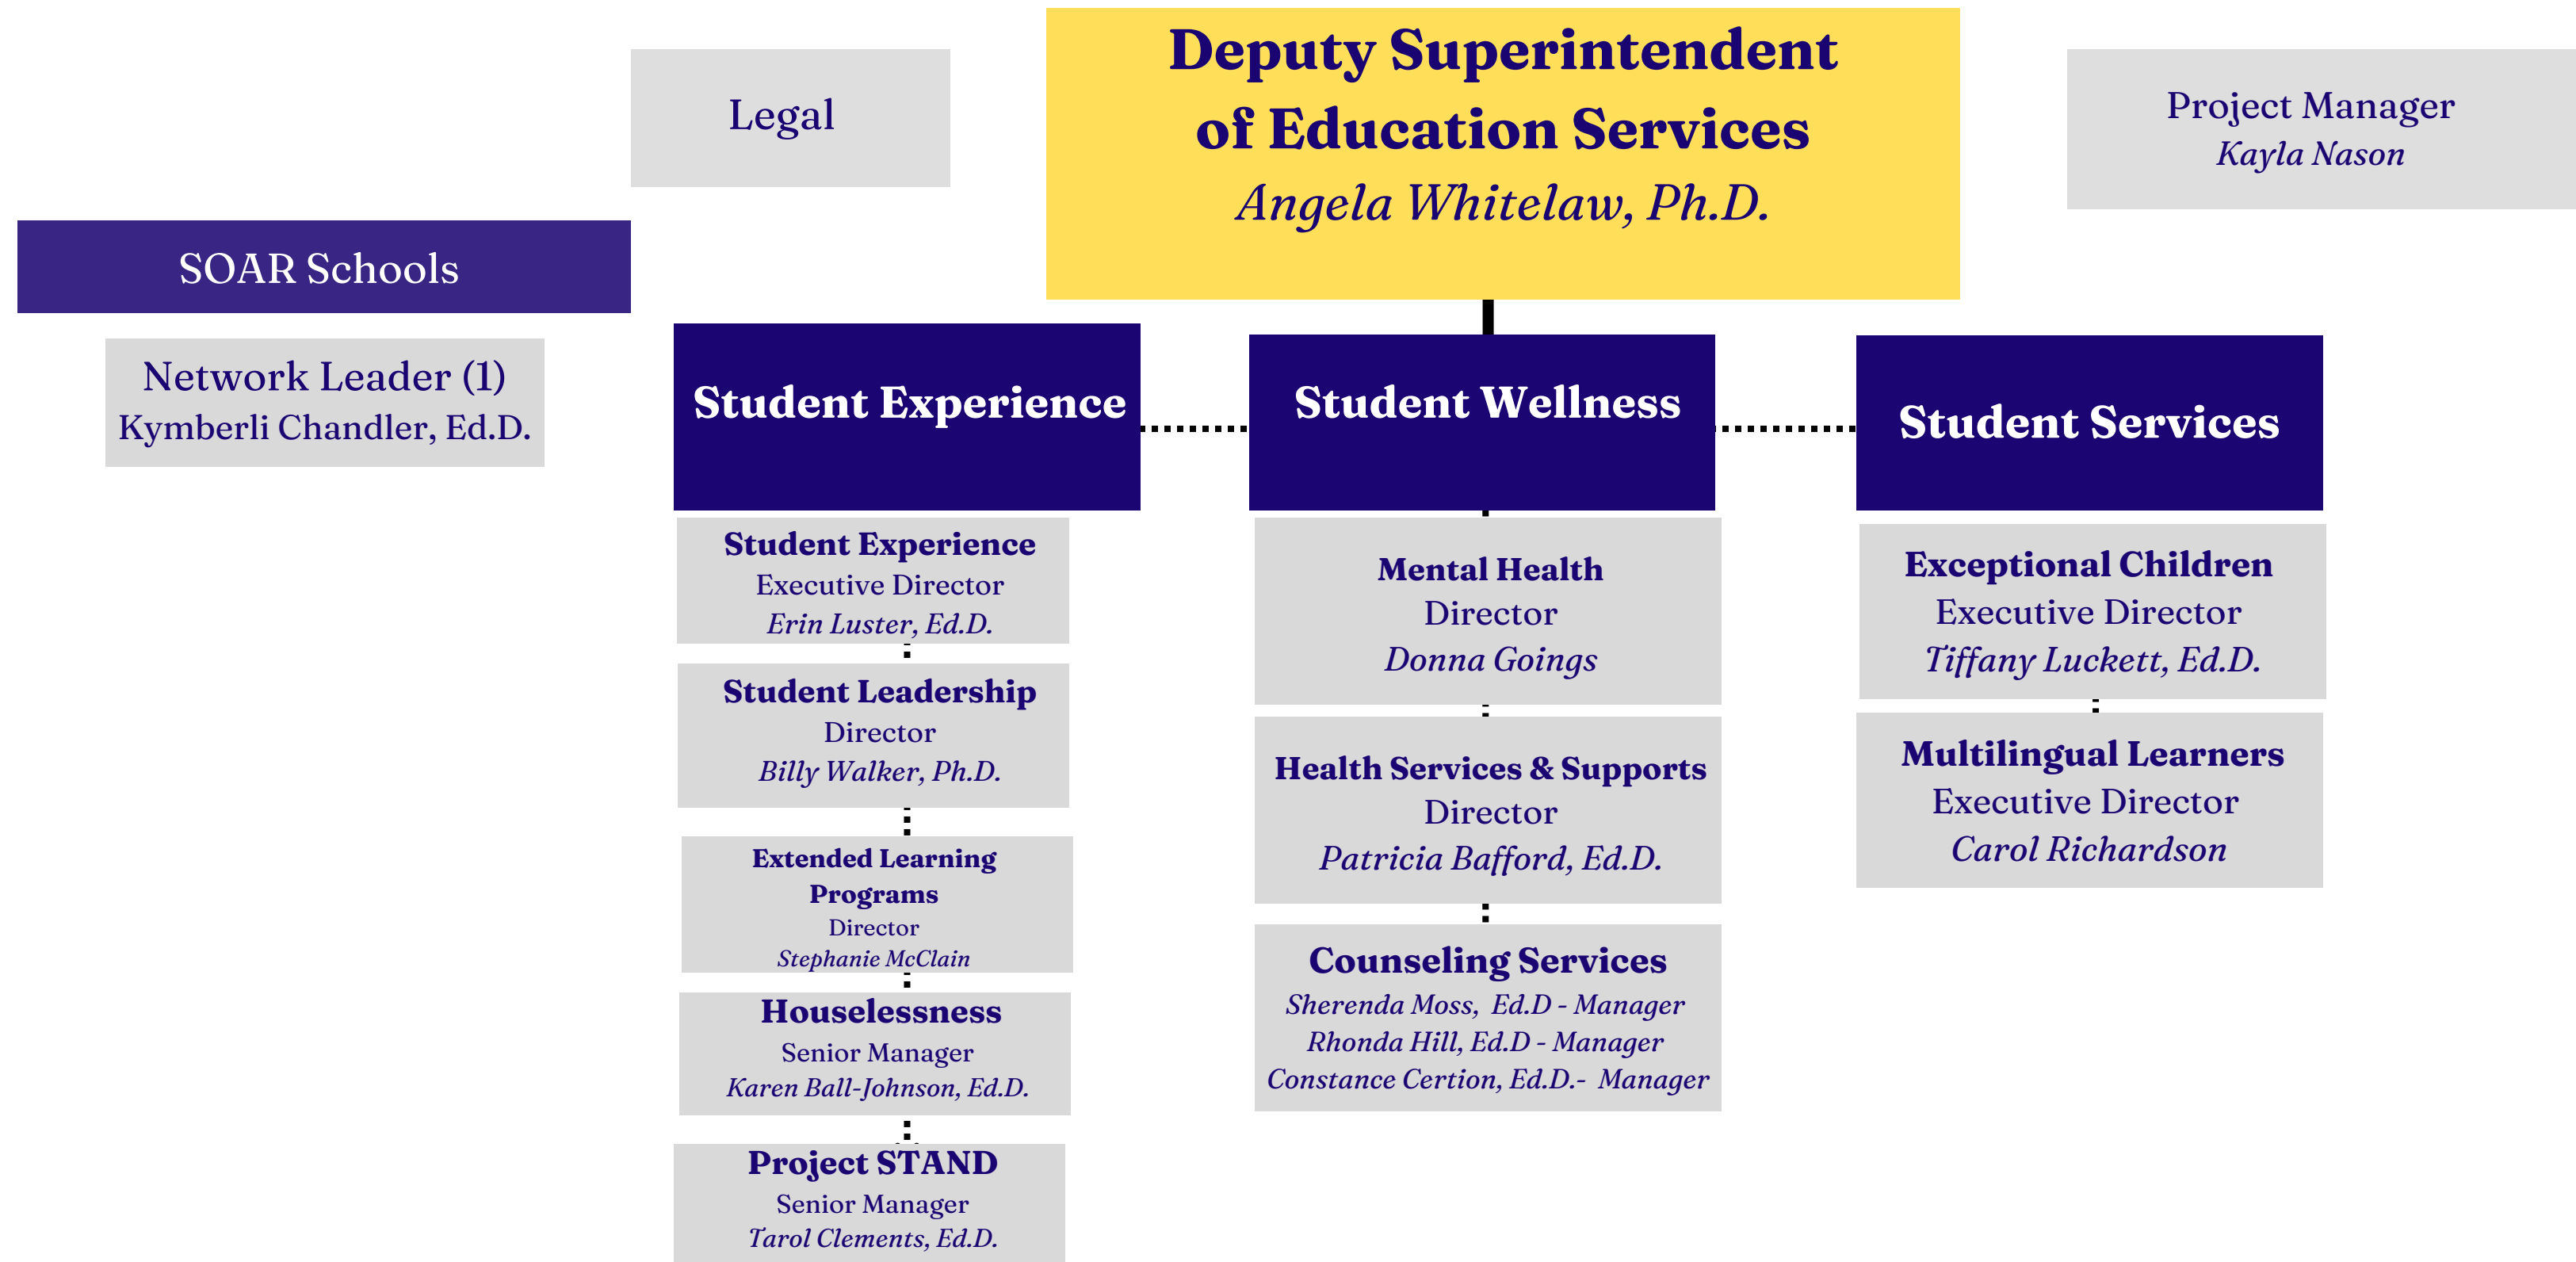 Deputy Superintendent
of Education Services
Angela Whitelaw, Ph.D.
Legal
Project Manager
Kayla Nason
SOAR Schools
Network Leader (1)
Kymberli Chandler, Ed.D.
Student Experience
Student Experience
Executive Director
Erin Luster, Ed.D.
Student Leadership
Director
Billy Walker, Ph.D.
Extended Learning
Programs
Director
Stephanie McClain
Houselessness
Senior Manager
Karen Ball-Johnson, Ed.D.
Project STAND
Senior Manager
Tarol Clements, Ed.D.
Student Wellness
Mental Health
Director
Donna Goings
Health Services & Supports
Director
Patricia Bafford, Ed.D.
Counseling Services
Sherenda Moss, Ed.D - Manager
Rhonda Hill, Ed.D - Manager
Constance Certion, Ed.D.- Manager
Student Services
Exceptional Children
Executive Director
Tiffany Luckett, Ed.D.
Multilingual Learners
Executive Director
Carol Richardson